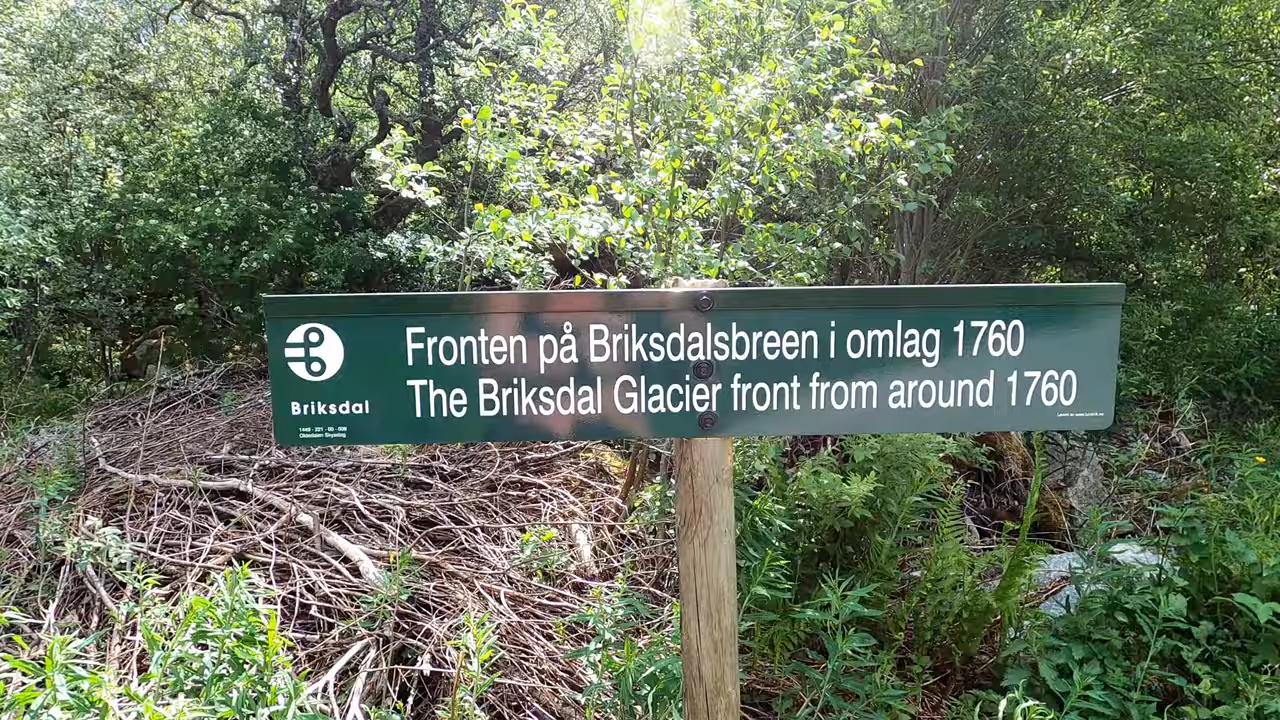 Fronten på Briksdalsbreen i omlag 1760
The Briksdal Glacier front from around 1760
Briksdal